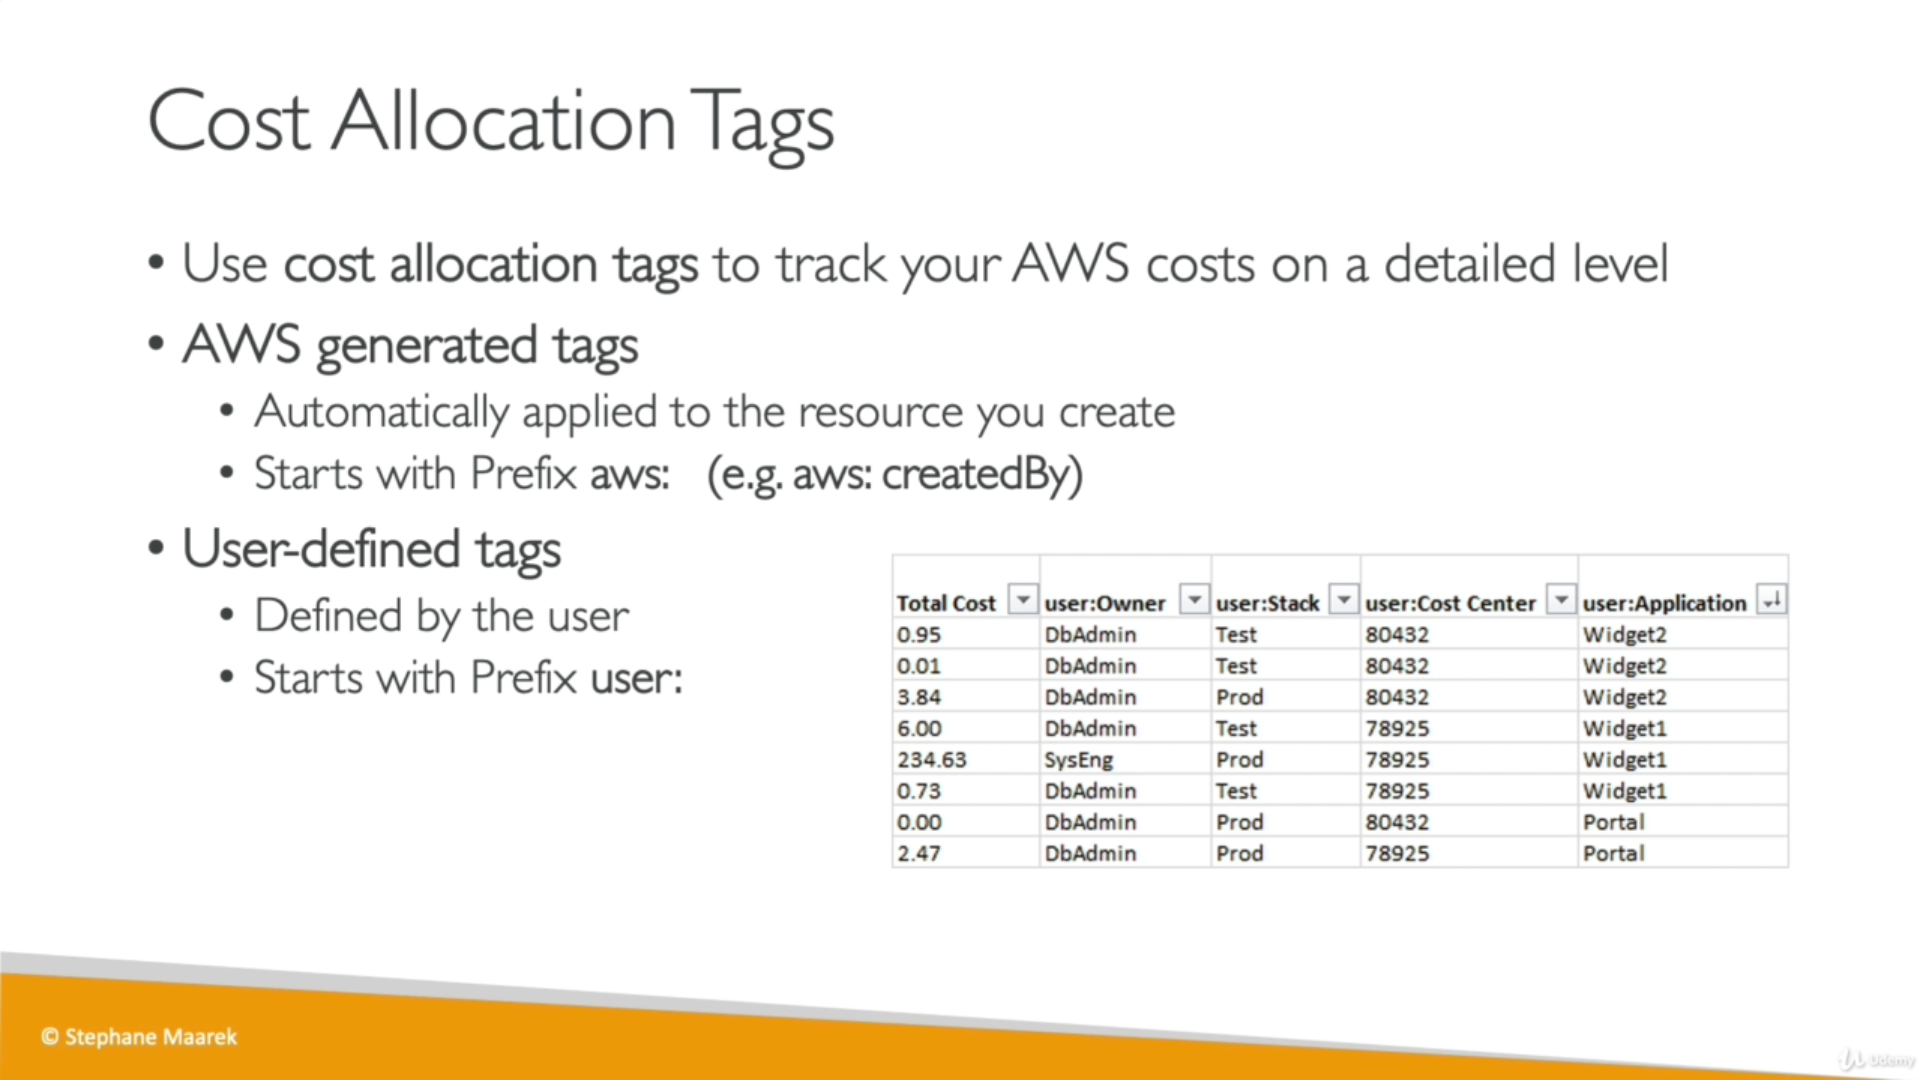 Cost Allocation Tags
• Use cost allocation tags to track your AWS costs on a detailed level
• AWS generated tags
• Automatically applied to the resource you create
• Starts with Prefix aws: (e.g. aws: createdBy)
• User-defined tags
• Defined by the user
• Starts with Prefix user:
Total Cost user:Owner user:Stack user:Cost Center user:Application
0.95 DbAdmin Test 80432 Widget2
0.01 DbAdmin Test 80432 Widget2
3.84 DbAdmin Prod 80432 Widget2
6.00 DbAdmin Test 78925 Widget1
234.63 SysEng Prod 78925 Widget1
0.73 DbAdmin Test 78925 Widget1
0.00 DbAdmin Prod 80432 Portal
2.47 DbAdmin Prod 78925 Portal
© Stephane Maarek
Udemy